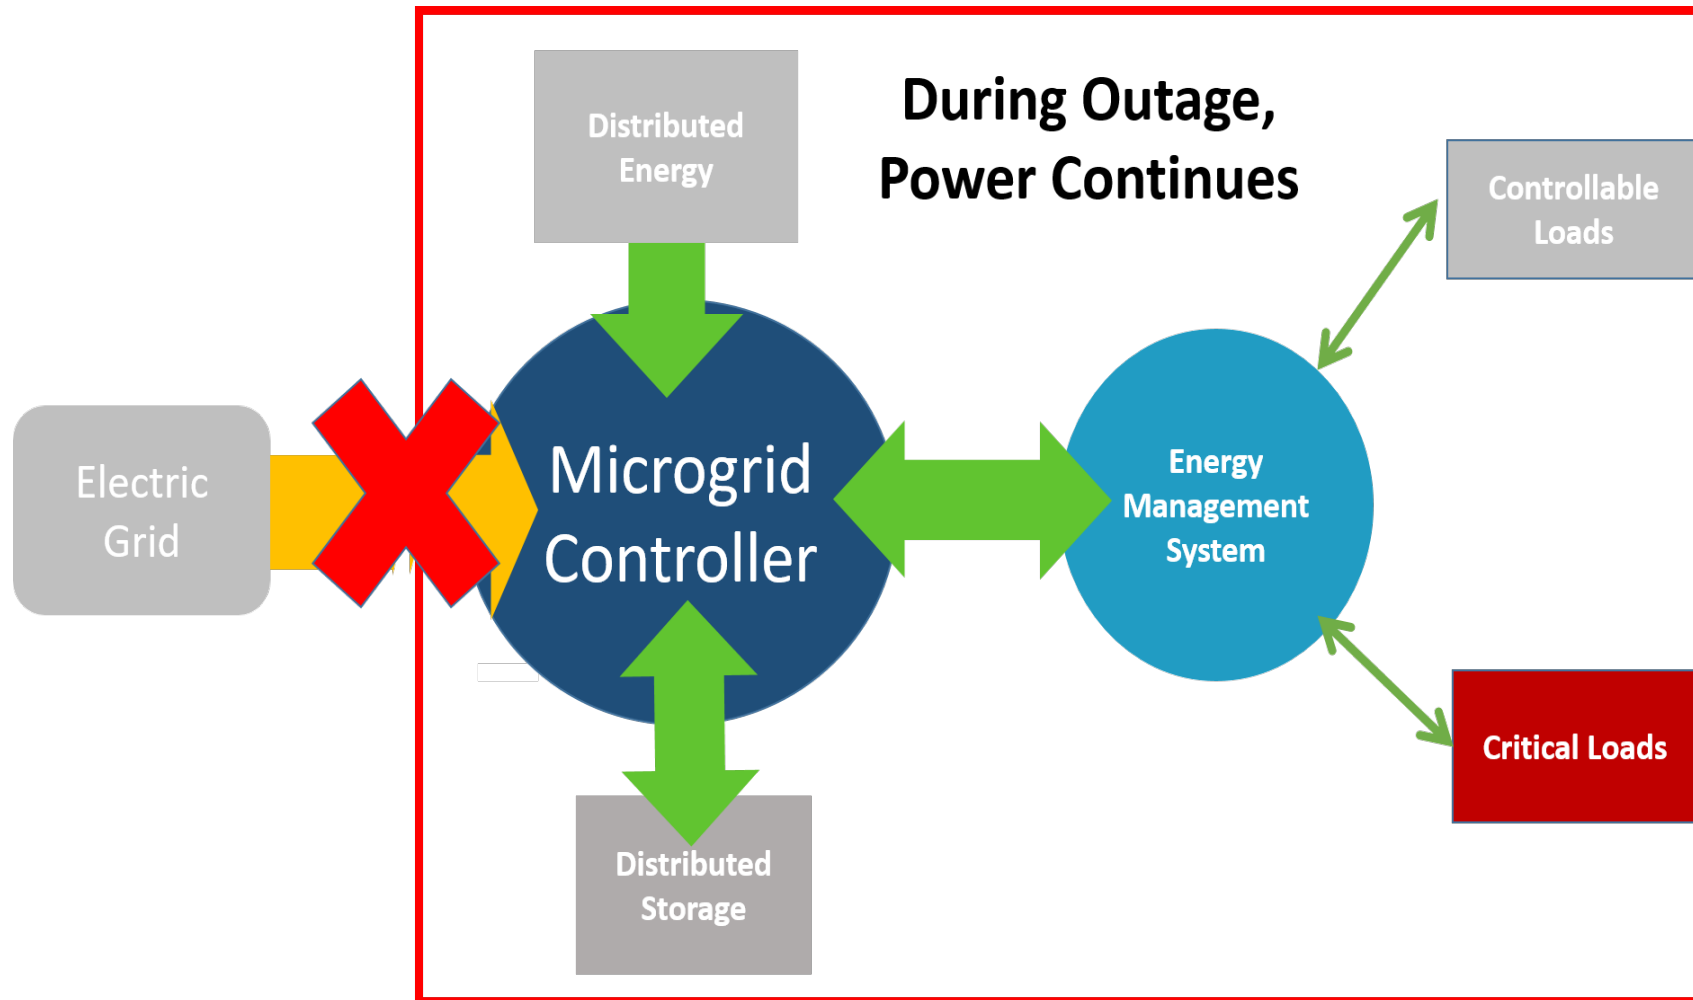 During Outage,
Power Continues
Distributed
Energy
Controllable
Loads
Electric
Grid
Microgrid
Controller
Energy
Management
System
Critical Loads
Distributed
Storage